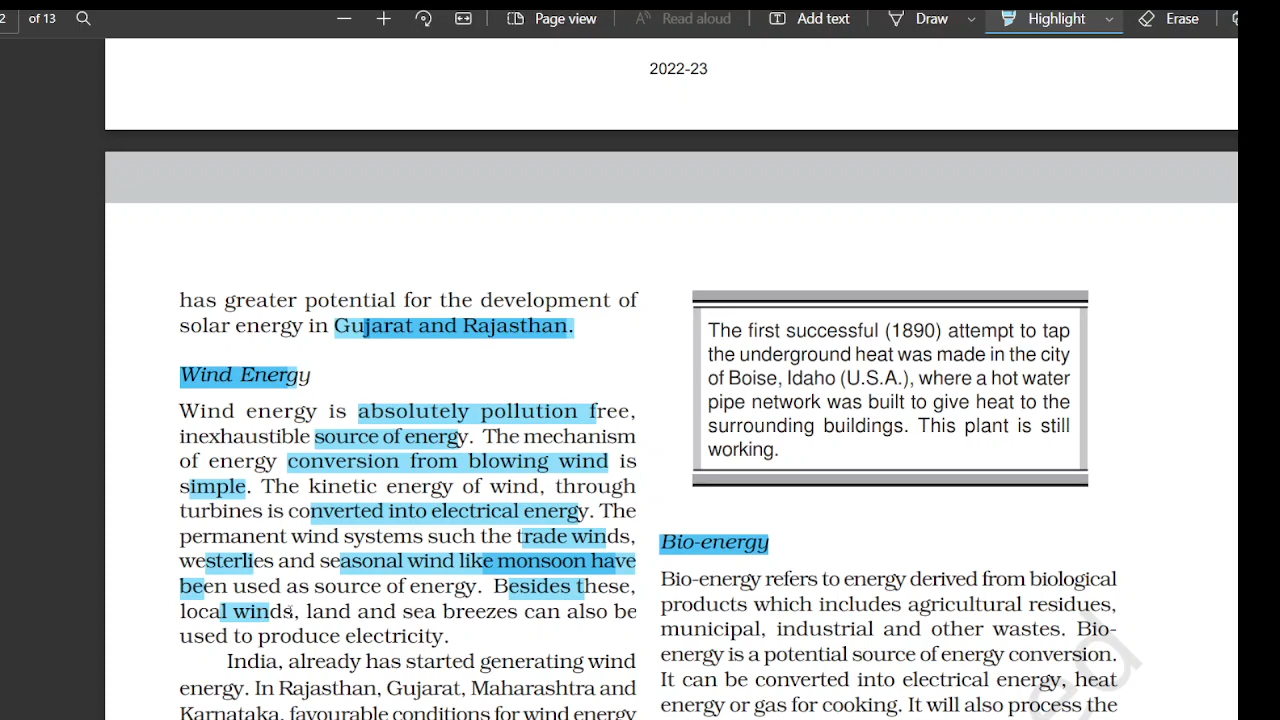 2 of 13 Page view Read aloud Add text Draw Highlight Erase
2022-23
has greater potential for the development of
solar energy in Gujarat and Rajasthan.
Wind Energy
Wind energy is absolutely pollution free,
inexhaustible source of energy. The mechanism
of energy conversion from blowing wind is
simple. The kinetic energy of wind, through
turbines is converted into electrical energy. The
permanent wind systems such the trade winds,
westerlies and seasonal wind like monsoon have
been used as source of energy. Besides these,
local winds, land and sea breezes can also be
used to produce electricity.
India, already has started generating wind
energy. In Rajasthan, Gujarat, Maharashtra and
Karnataka, favourable conditions for wind energy
The first successful (1890) attempt to tap
the underground heat was made in the city
of Boise, Idaho (U.S.A.), where a hot water
pipe network was built to give heat to the
surrounding buildings. This plant is still
working.
Bio-energy
Bio-energy refers to energy derived from biological
products which includes agricultural residues,
municipal, industrial and other wastes. Bio-
energy is a potential source of energy conversion.
It can be converted into electrical energy, heat
energy or gas for cooking. It will also process the